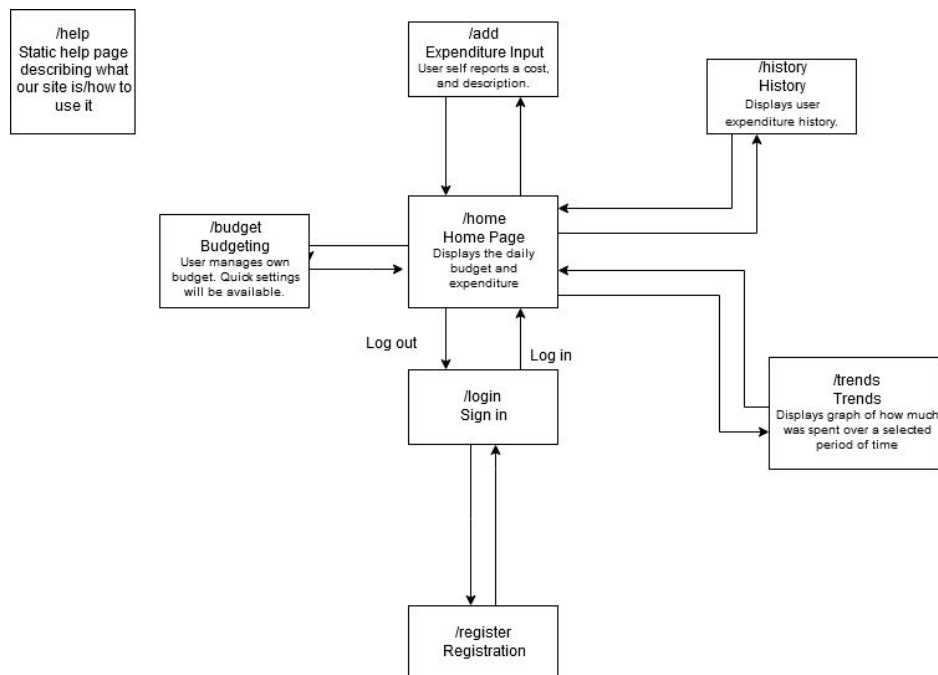 /help
Static help page
describing what
our site is/how to
use it
/add
Expenditure Input
User self reports a cost,
and description.
/history
History
Displays user
expenditure history.
/budget
Budgeting
User manages own
budget. Quick settings
will be available.
/home
Home Page
Displays the daily
budget and
expenditure
Log out
Log in
/login
Sign in
/trends
Trends
Displays graph of how much
was spent over a selected
period of time
/register
Registration